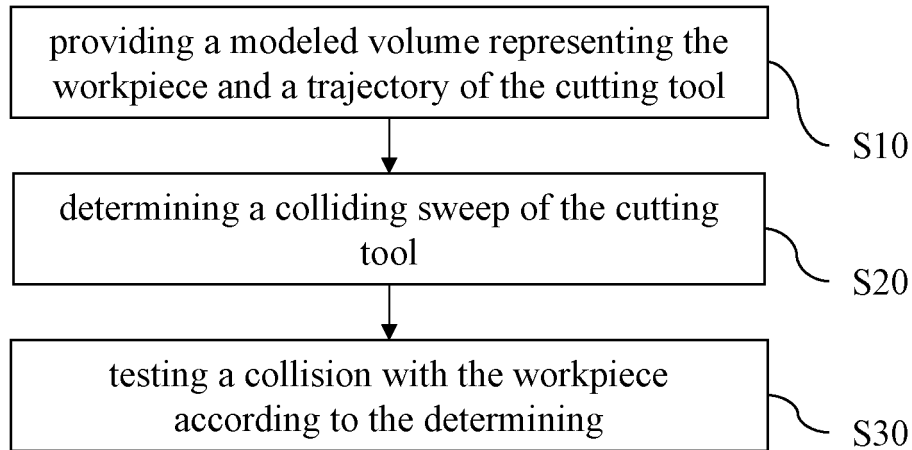 providing a modeled volume representing the
workpiece and a trajectory of the cutting tool
S10
determining a colliding sweep of the cutting
tool
S20
testing a collision with the workpiece
according to the determining
S30